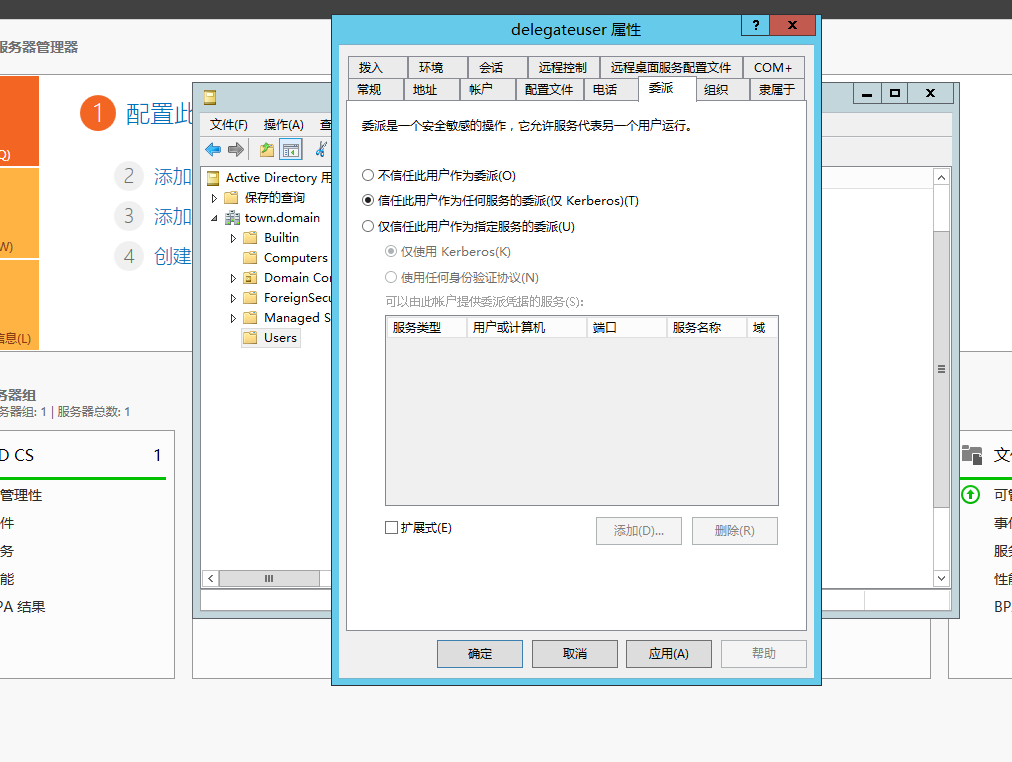 delegateuser 属性
?
x
服务器管理器
拨入 环境 会话 远程控制 远程桌面服务配置文件 COM+
常规 地址 帐户 配置文件 电话 委派 组织 隶属于
委派是一个安全敏感的操作，它允许服务代表另一个用户运行。
不信任此用户作为委派(O)
信任此用户作为任何服务的委派(仅 Kerberos)(T)
仅信任此用户作为指定服务的委派(U)
仅使用 Kerberos(K)
使用任何身份验证协议(N)
可以由此帐户提供委派凭据的服务(S):
服务类型 用户或计算机 端口 服务名称 域
扩展式(E)
添加(D)... 删除(R)
确定 取消 应用(A) 帮助
1 配置此
2 添加
3 添加
4 创建
Q)
W)
信息(L)
文件(F) 操作(A) 查
Active Directory 用
保存的查询
town.domain
Builtin
Computers
Domain Con
ForeignSecu
Managed S
Users
务器组
务器组: 1 | 服务器总数: 1
D CS 1
管理性
件
务
能
PA 结果
文件
可管
事件
服务
性能
BP